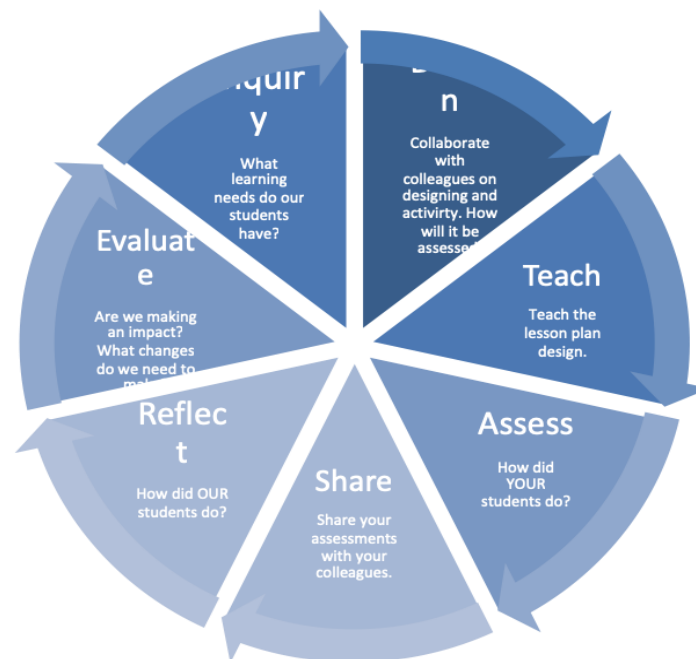 Inquir
y
What
learning
needs do our
students
have?
n
Collaborate
with
colleagues on
designing and
activirty. How
will it be
assessed
Teach
Teach the
lesson plan
design.
Assess
How did
YOUR
students do?
Share
Share your
assessments
with your
colleagues.
Reflec
t
How did OUR
students do?
Evaluat
e
Are we making
an impact?
What changes
do we need to